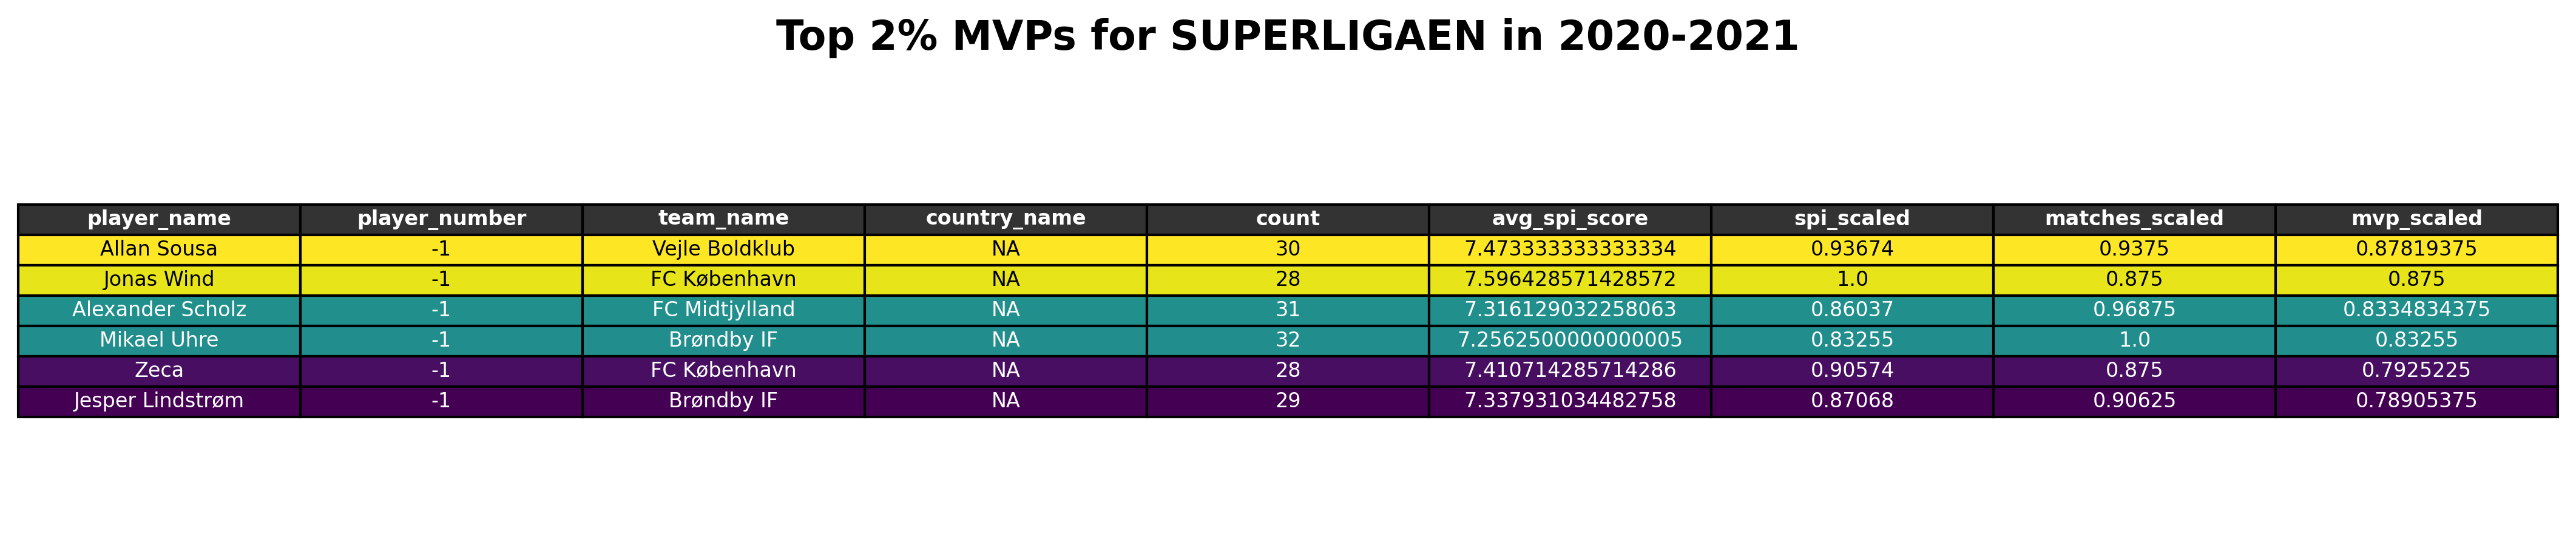 Top 2% MVPs for SUPERLIGAEN in 2020-2021
player_name player_number team_name country_name count avg_spi_score spi_scaled matches_scaled mvp_scaled
Allan Sousa -1 Vejle Boldklub NA 30 7.473333333333334 0.93674 0.9375 0.87819375
Jonas Wind -1 FC København NA 28 7.596428571428572 1.0 0.875 0.875
Alexander Scholz -1 FC Midtjylland NA 31 7.316129032258063 0.86037 0.96875 0.8334834375
Mikael Uhre -1 Brøndby IF NA 32 7.2562500000000005 0.83255 1.0 0.83255
Zeca -1 FC København NA 28 7.410714285714286 0.90574 0.875 0.7925225
Jesper Lindstrøm -1 Brøndby IF NA 29 7.337931034482758 0.87068 0.90625 0.78905375